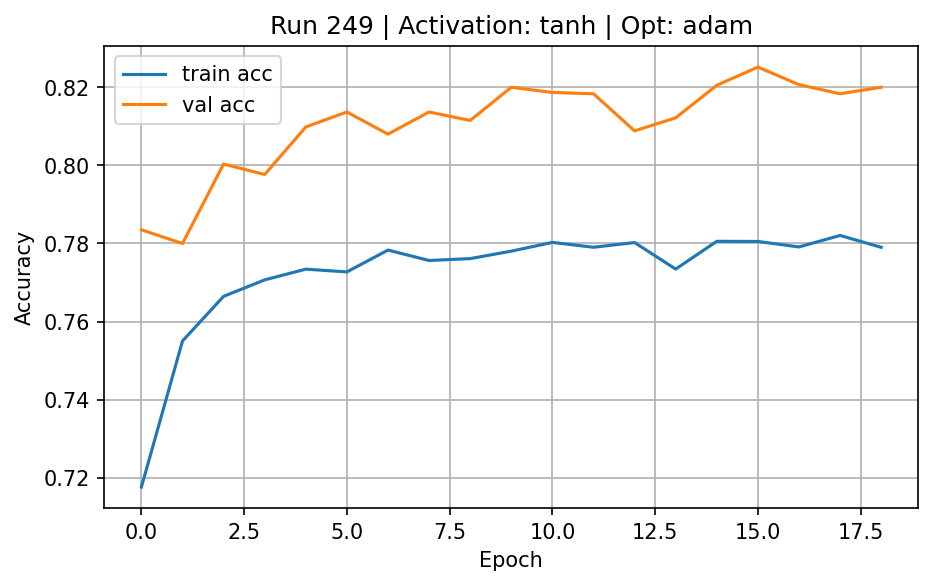 Run 249 | Activation: tanh | Opt: adam
train acc
val acc
0.82
0.80
0.78
0.76
0.74
0.72
Accuracy
0.0 2.5 5.0 7.5 10.0 12.5 15.0 17.5
Epoch